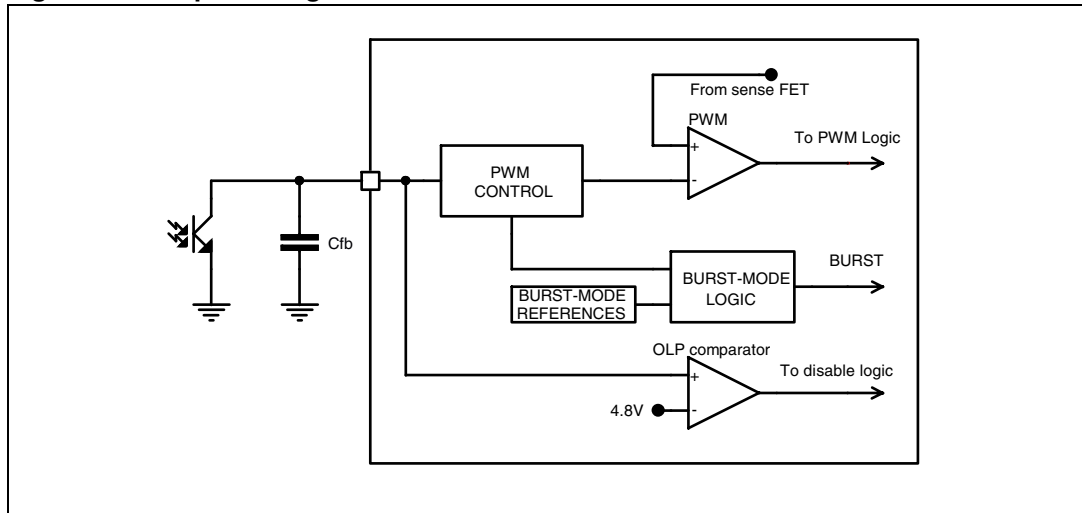 From sense FET
PWM
+
-
To PWM Logic
PWM
CONTROL
Cfb
BURST-MODE
LOGIC
BURST
BURST-MODE
REFERENCES
OLP comparator
+
-
4.8V
To disable logic